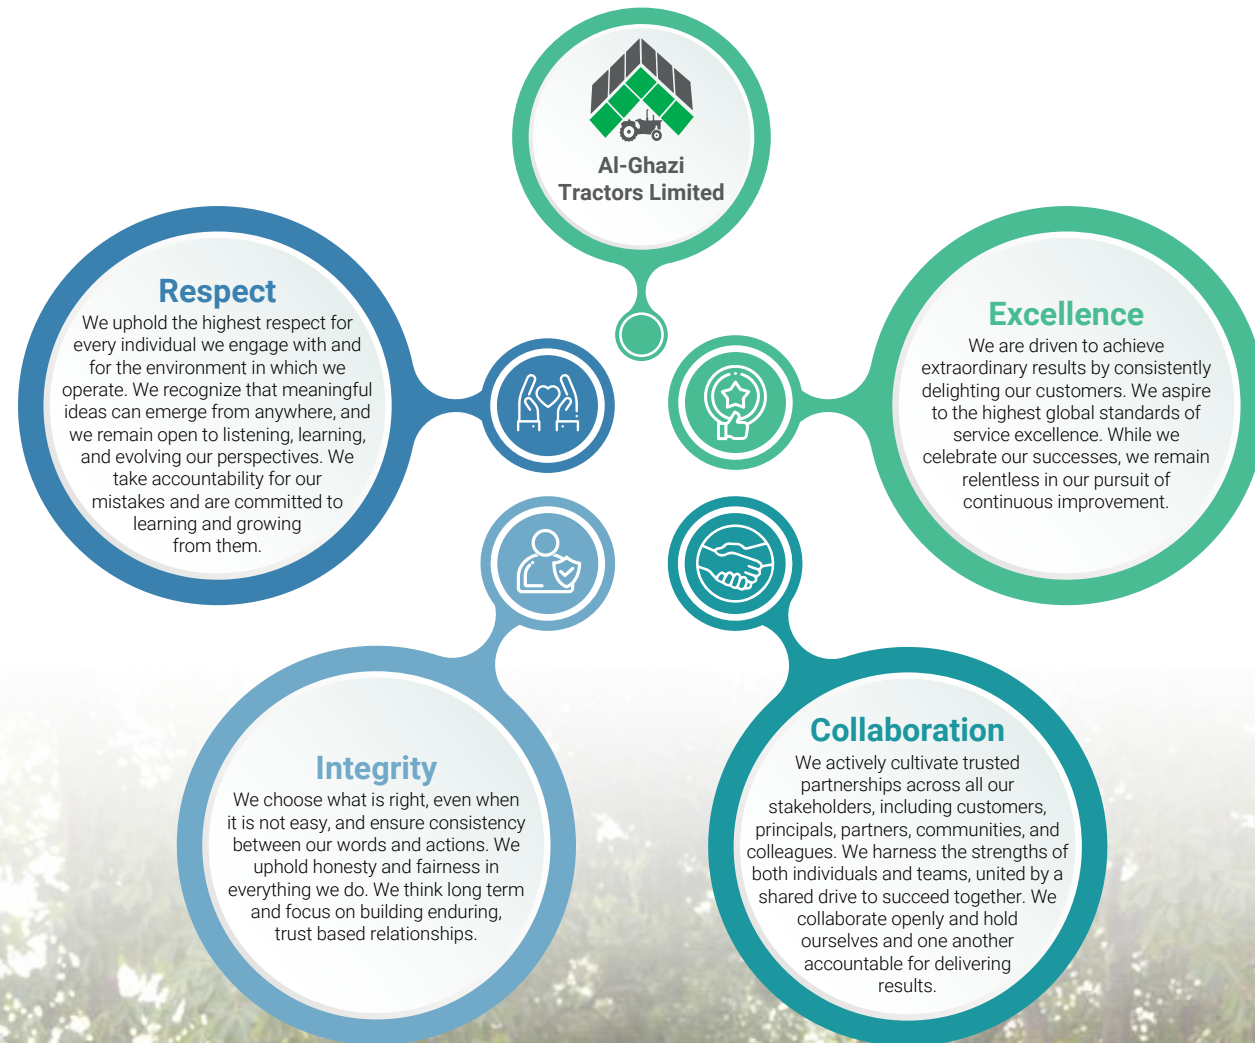 Al-Ghazi
Tractors Limited
Respect
We uphold the highest respect for
every individual we engage with and
for the environment in which we
operate. We recognize that meaningful
ideas can emerge from anywhere, and
we remain open to listening, learning,
and evolving our perspectives. We
take accountability for our
mistakes and are committed to
learning and growing
from them.
Excellence
We are driven to achieve
extraordinary results by consistently
delighting our customers. We aspire
to the highest global standards of
service excellence. While we
celebrate our successes, we remain
relentless in our pursuit of
continuous improvement.
Integrity
We choose what is right, even when
it is not easy, and ensure consistency
between our words and actions. We
uphold honesty and fairness in
everything we do. We think long term
and focus on building enduring,
trust based relationships.
Collaboration
We actively cultivate trusted
partnerships across all our
stakeholders, including customers,
principals, partners, communities, and
colleagues. We harness the strengths of
both individuals and teams, united by a
shared drive to succeed together. We
collaborate openly and hold
ourselves and one another
accountable for delivering
results.